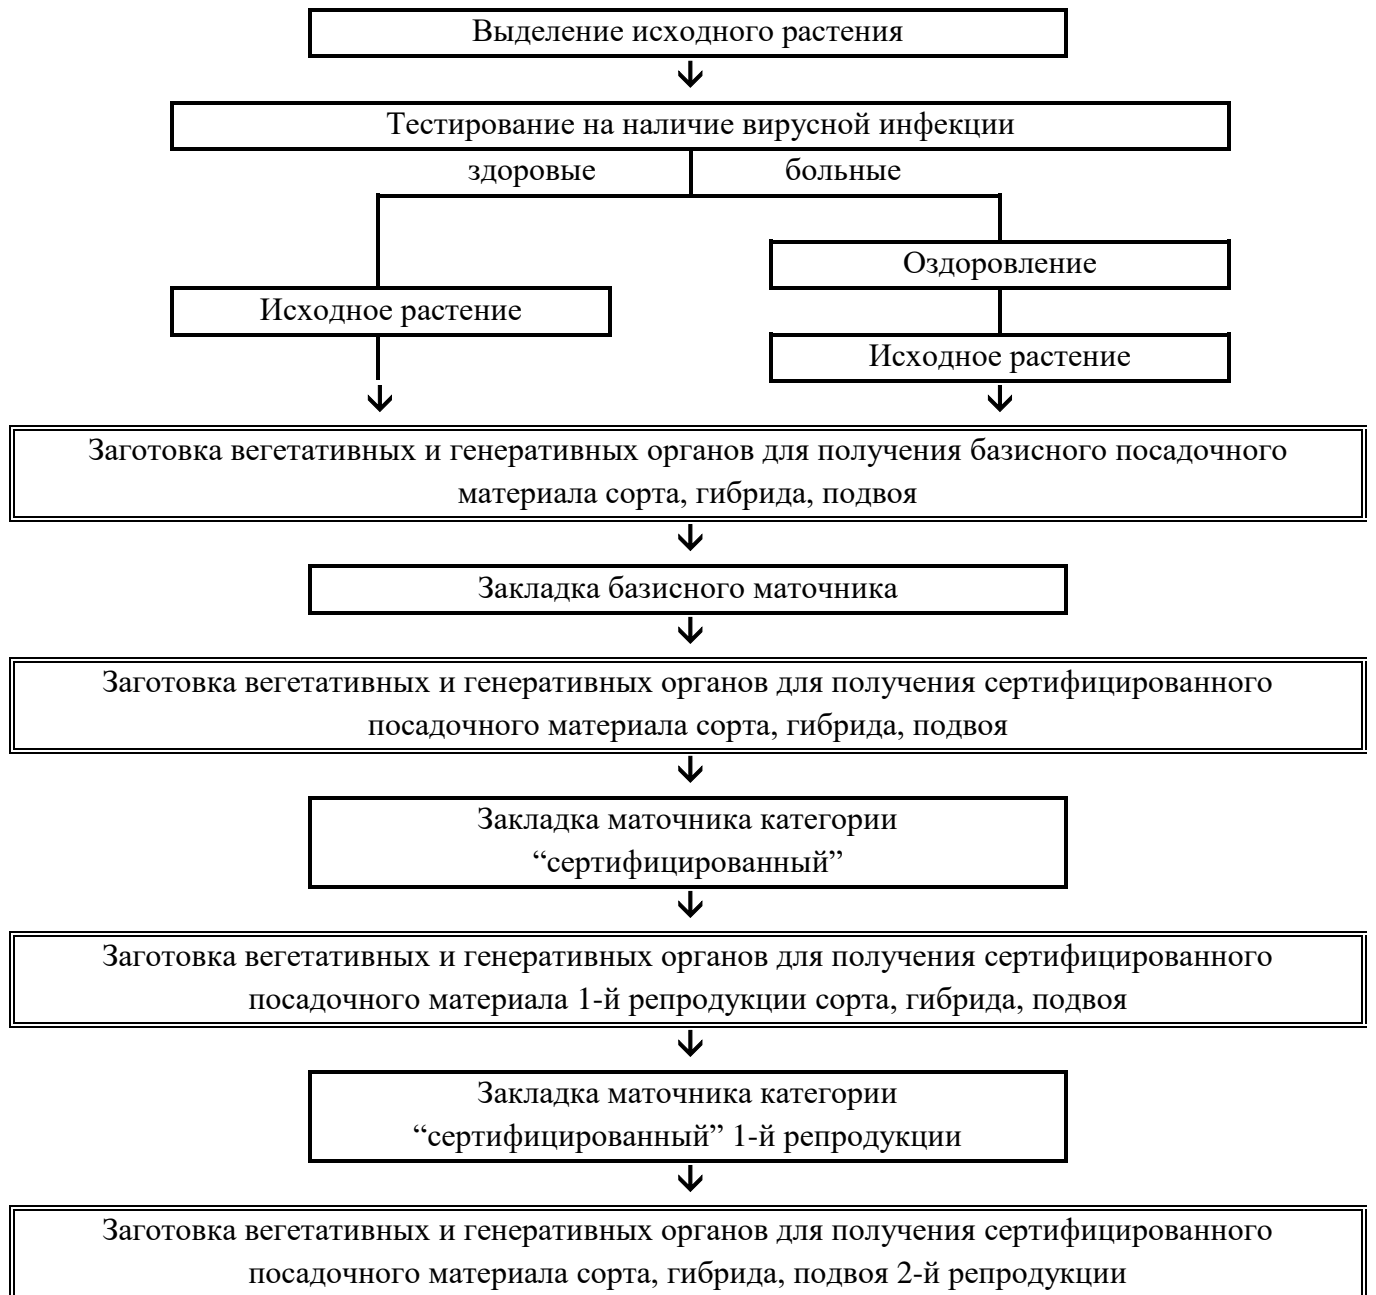 Выделение исходного растения
Тестирование на наличие вирусной инфекции
здоровые
больные
Оздоровление
Исходное растение
Исходное растение
Заготовка вегетативных и генеративных органов для получения базисного посадочного
материала сорта, гибрида, подвоя
Закладка базисного маточника
Заготовка вегетативных и генеративных органов для получения сертифицированного
посадочного материала сорта, гибрида, подвоя
Закладка маточника категории
“сертифицированный”
Заготовка вегетативных и генеративных органов для получения сертифицированного
посадочного материала 1-й репродукции сорта, гибрида, подвоя
Закладка маточника категории
“сертифицированный” 1-й репродукции
Заготовка вегетативных и генеративных органов для получения сертифицированного
посадочного материала сорта, гибрида, подвоя 2-й репродукции